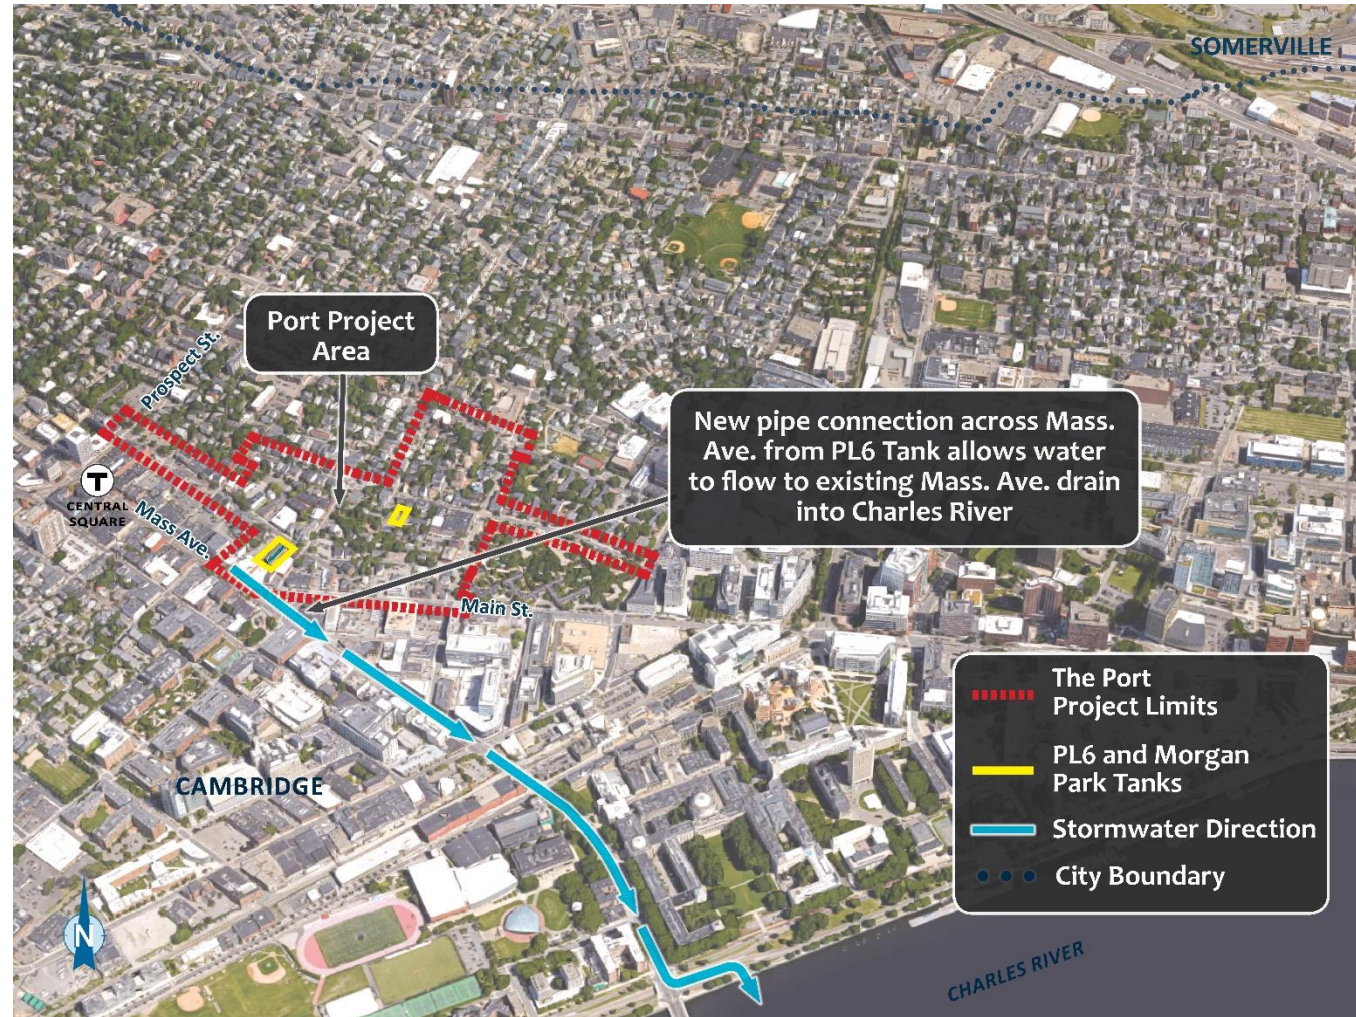 SOMERVILLE
Port Project
Area
Prospect St.
New pipe connection across Mass.
Ave. from PL6 Tank allows water
to flow to existing Mass. Ave. drain
into Charles River
T
CENTRAL
SQUARE
Mass Ave.
Main St.
CAMBRIDGE
The Port
Project Limits
PL6 and Morgan
Park Tanks
Stormwater Direction
City Boundary
N
CHARLES RIVER